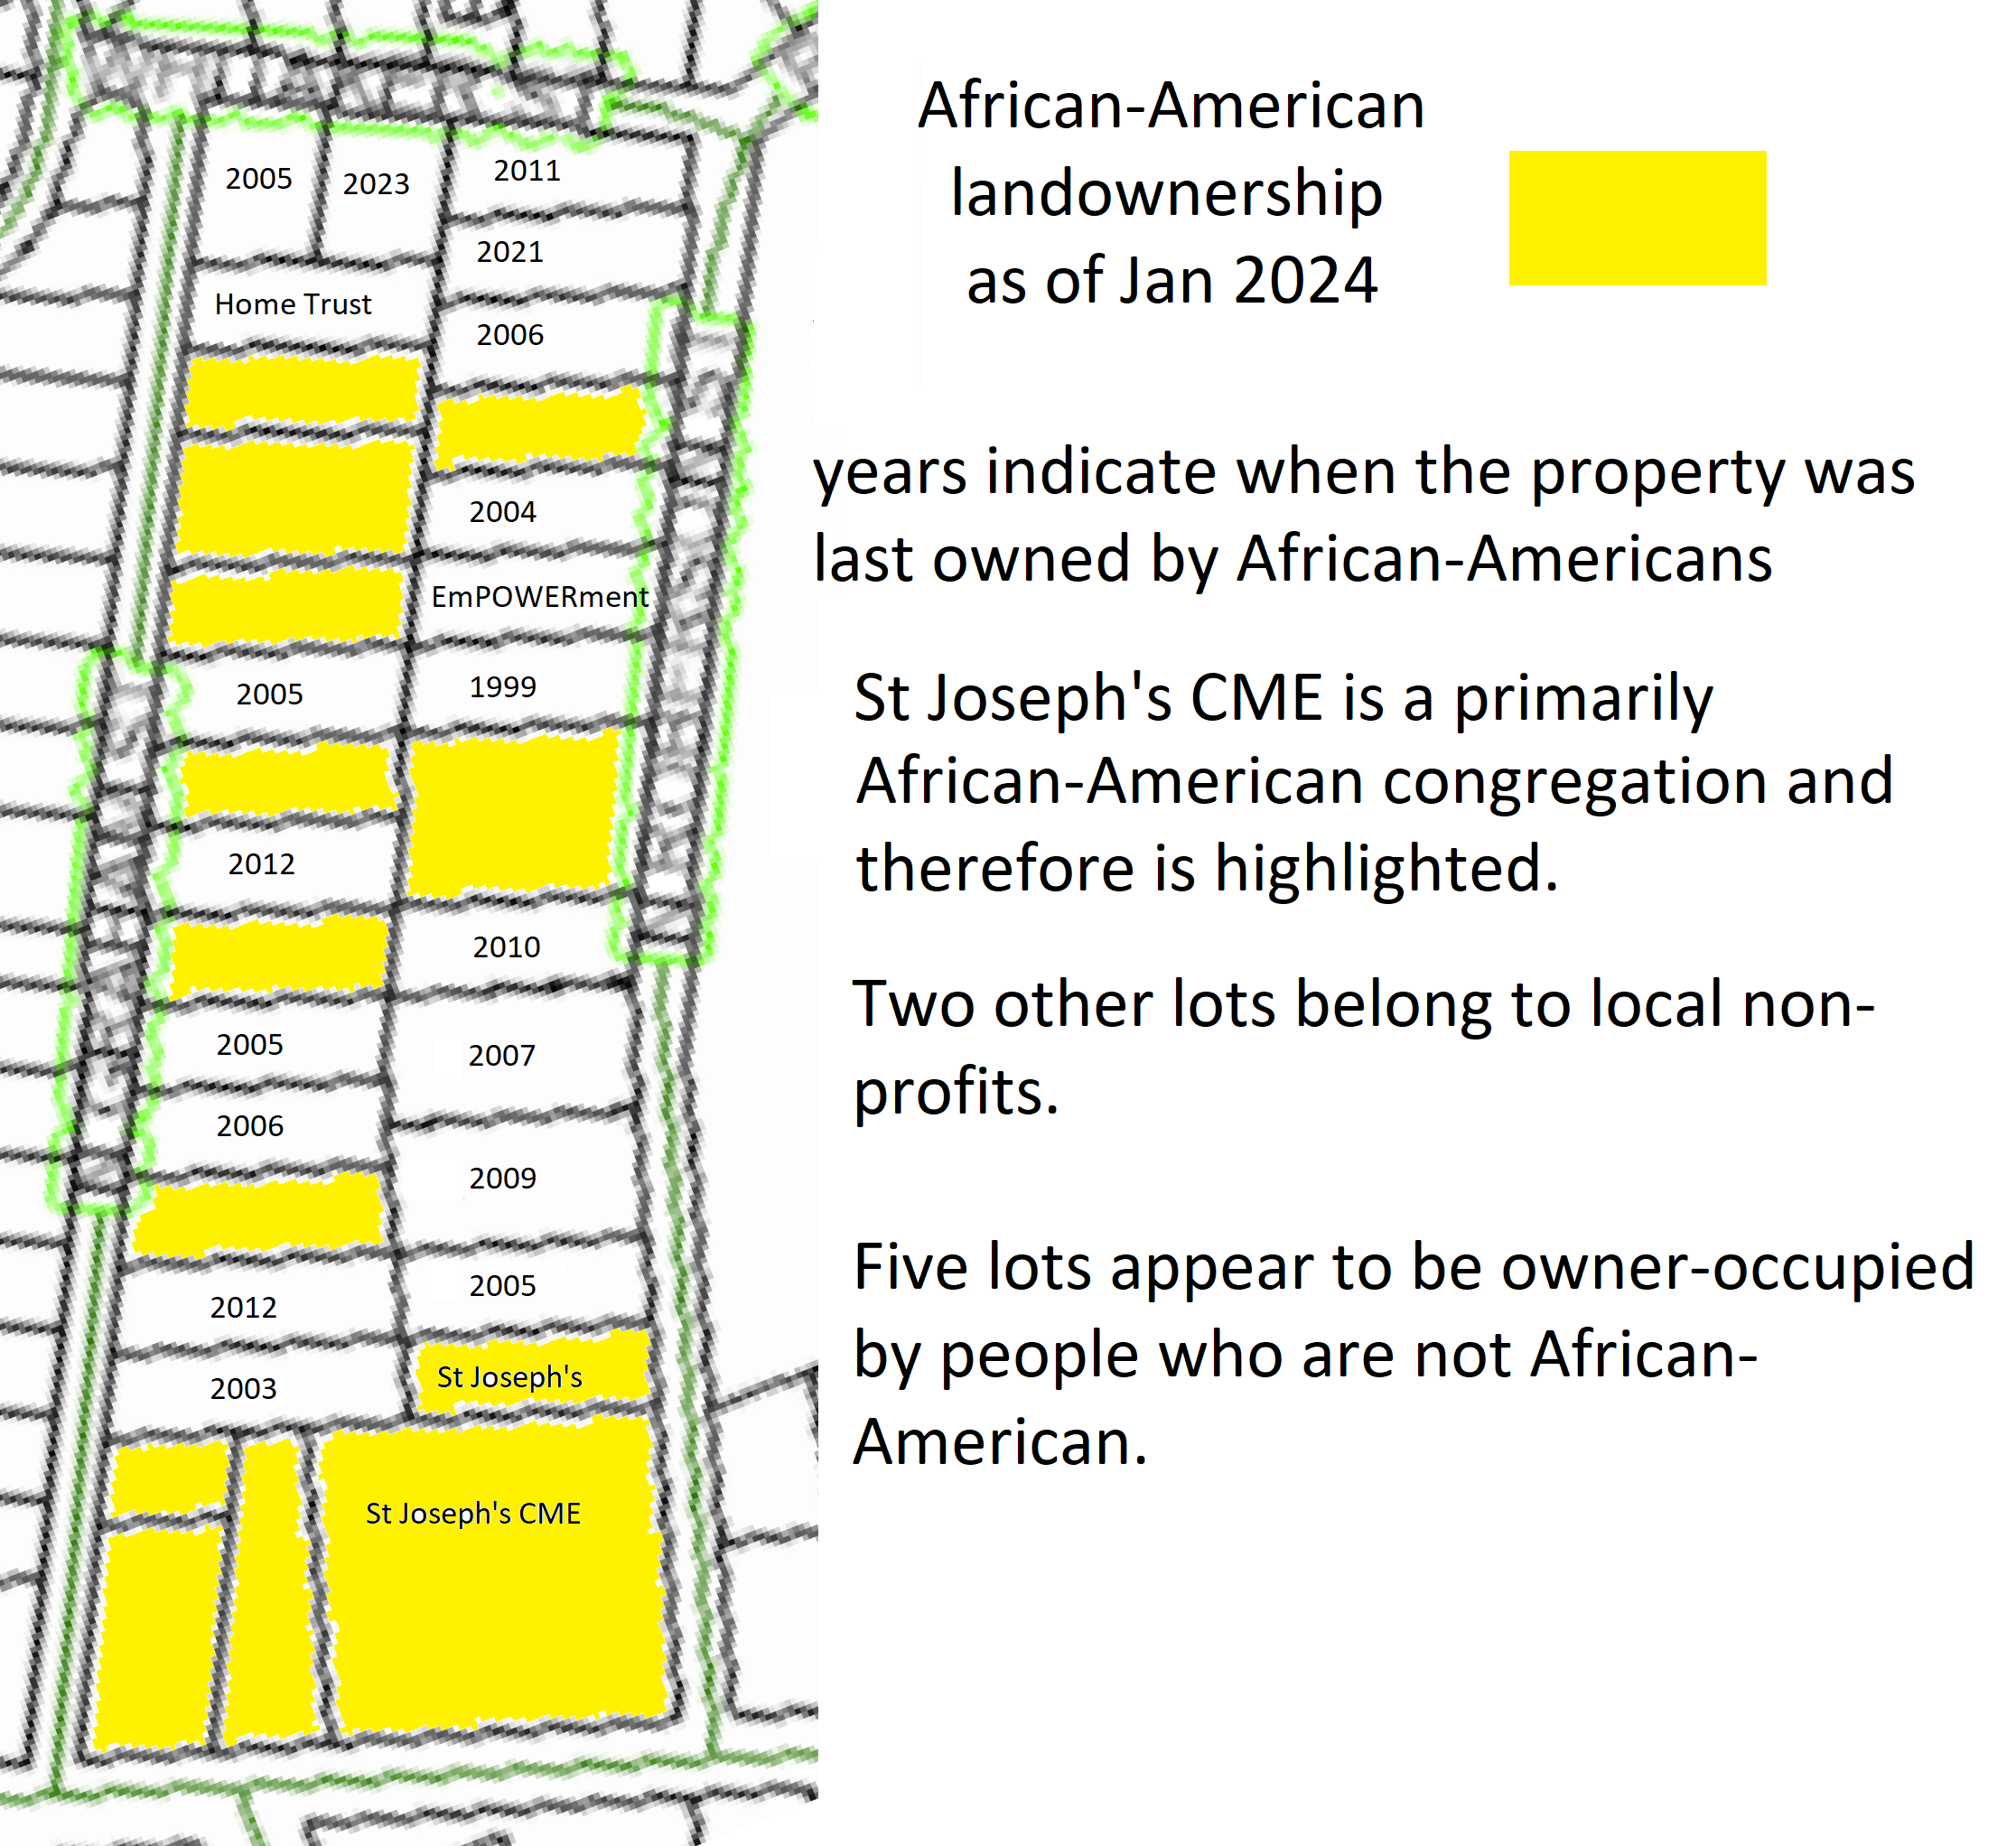 African-American
landownership
as of Jan 2024
years indicate when the property was
last owned by African-Americans
St Joseph's CME is a primarily
African-American congregation and
therefore is highlighted.
Two other lots belong to local non-
profits.
Five lots appear to be owner-occupied
by people who are not African-
American.
2005
2023
2011
2021
Home Trust
2006
2004
EmPOWERment
2005
1999
2012
2010
2005
2007
2006
2009
2005
2012
St Joseph's
2003
St Joseph's CME